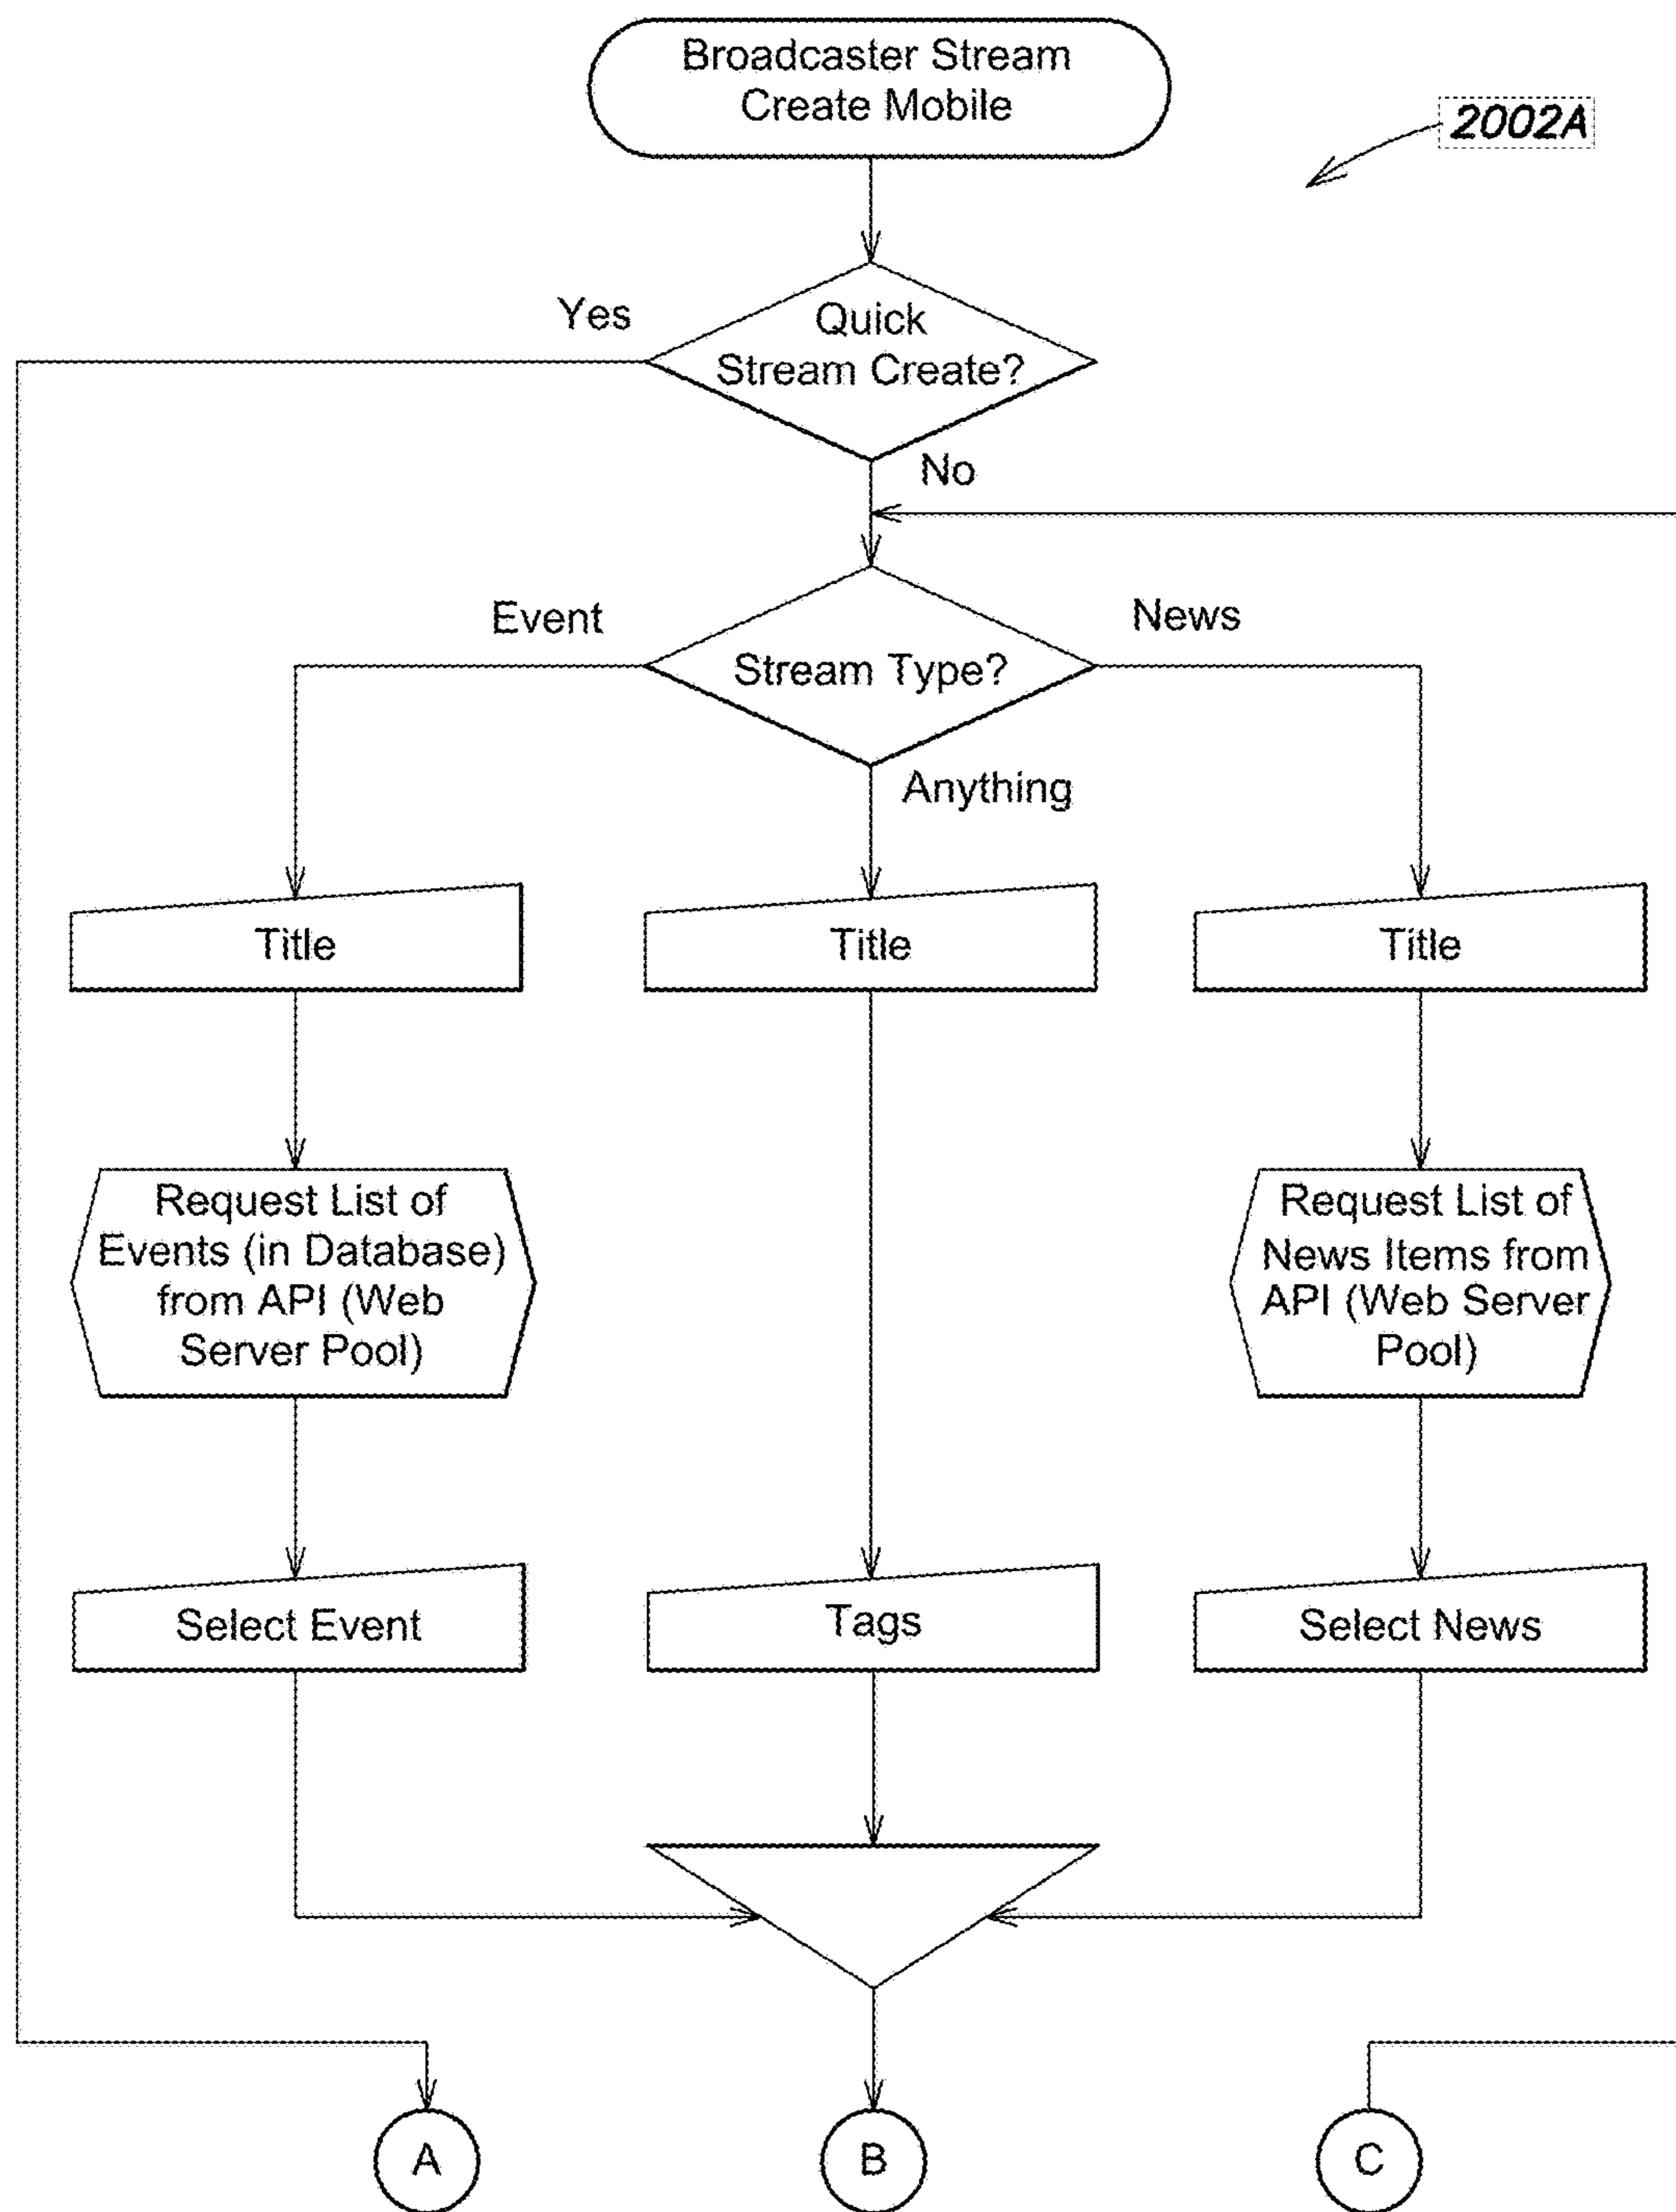 Broadcaster Stream
Create Mobile
2002A
Yes
Quick
Stream Create?
No
Event
News
Stream Type?
Anything
Title
Title
Title
Request List of
Events (in Database)
from API (Web
Server Pool)
Request List of
News Items from
API (Web Server
Pool)
Select Event
Tags
Select News
A
B
C